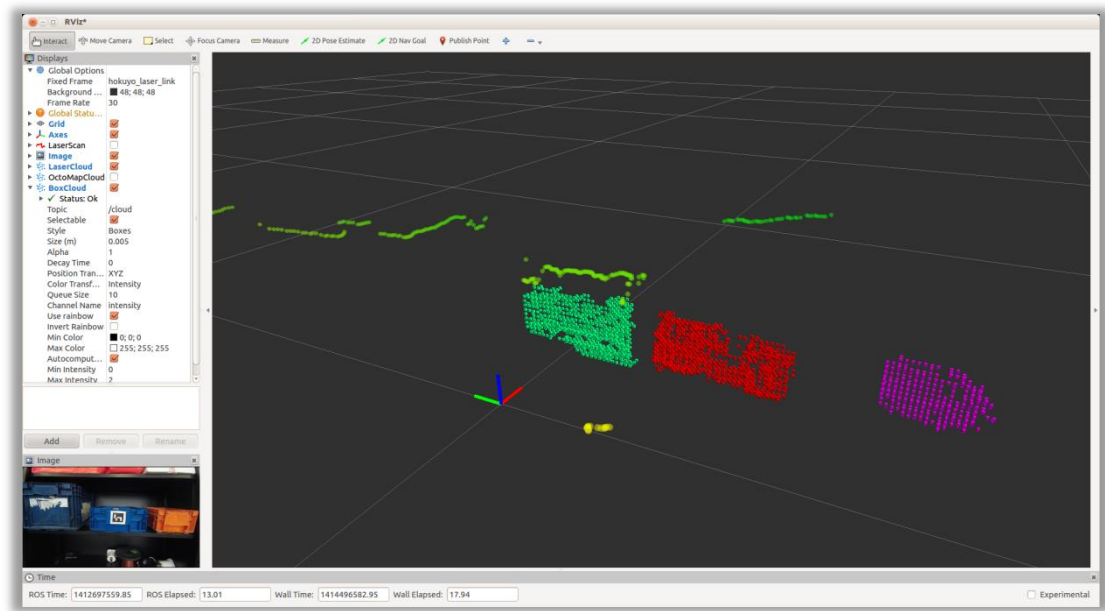 RViz*
Interact Move Camera Select Focus Camera Measure 2D Pose Estimate 2D Nav Goal Publish Point
Displays
Global Options
Fixed Frame hokuyo_laser_link
Background ... 48; 48; 48
Frame Rate 30
Global Statu...
Grid
Axes
LaserScan
Image
LaserCloud
OctoMapCloud
BoxCloud
Status: Ok
Topic /cloud
Selectable
Style Boxes
Size (m) 0.005
Alpha 1
Decay Time 0
Position Tran... XYZ
Color Transf... Intensity
Queue Size 10
Channel Name intensity
Use rainbow
Invert Rainbow
Min Color 0; 0; 0
Max Color 255; 255; 255
Autocomput...
Min Intensity 0
Max Intensity 2
Add Remove Rename
Image
Time
ROS Time: 1412697559.85 ROS Elapsed: 13.01 Wall Time: 1414496582.95 Wall Elapsed: 17.94 Experimental